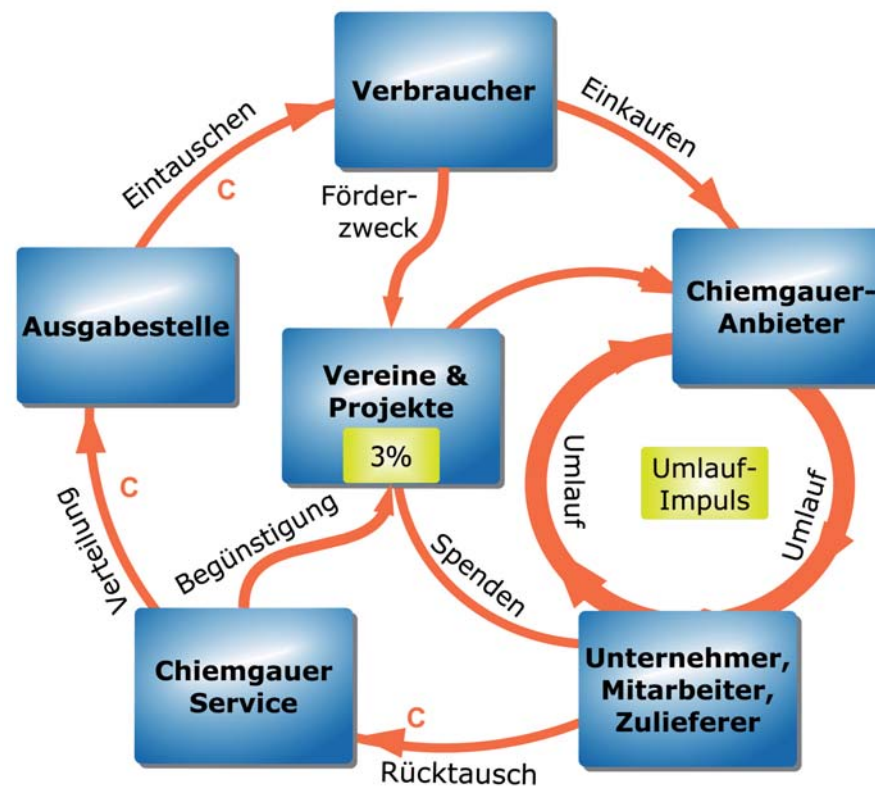 Verbraucher
Eintauschen
C
Einkaufen
Förder-
zweck
Ausgabestelle
Chiemgauer-
Anbieter
Vereine &
Projekte
3%
Umlauf
Umlauf-
Impuls
Umlauf
Verteilung
C
Begünstigung
Spenden
Chiemgauer
Service
C
Rücktausch
Unternehmer,
Mitarbeiter,
Zulieferer